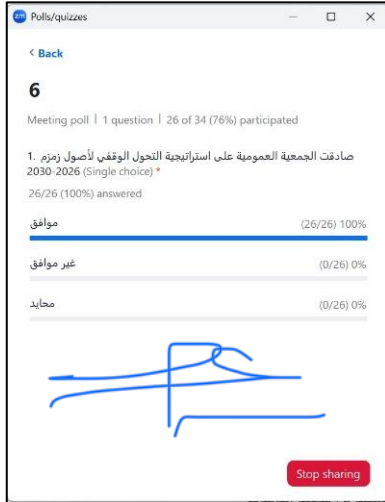 Polls/quizzes
< Back
6
Meeting poll | 1 question | 26 of 34 (76%) participated
1. صادقت الجمعية العمومية على استراتيجية التحول الوقفي لأصول زمزم
2030-2026 (Single choice) *
26/26 (100%) answered
موافق (26/26) 100%
غير موافق (0/26) 0%
محايد (0/26) 0%
Stop sharing